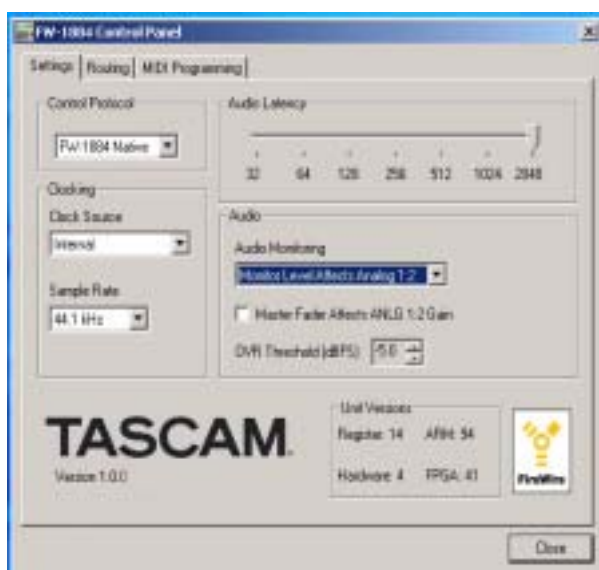 FW-1884 Control Panel
Settings Routing MIDI Programming
Control Protocol
FW-1884 Native
Audio Latency
32 64 128 256 512 1024 2048
Clocking
Clock Source
Internal
Sample Rate
44.1 kHz
Audio
Audio Monitoring
Monitor Level Affects Analog 1-2
Master Fader Affects ANLG 1-2 Gain
OVR Threshold (dBFS)
TASCAM
Version 1.0.0
Unit Versions
Register: 14 ARM: 94
Hardware: 4 FPGA: 41
FireWire
Close